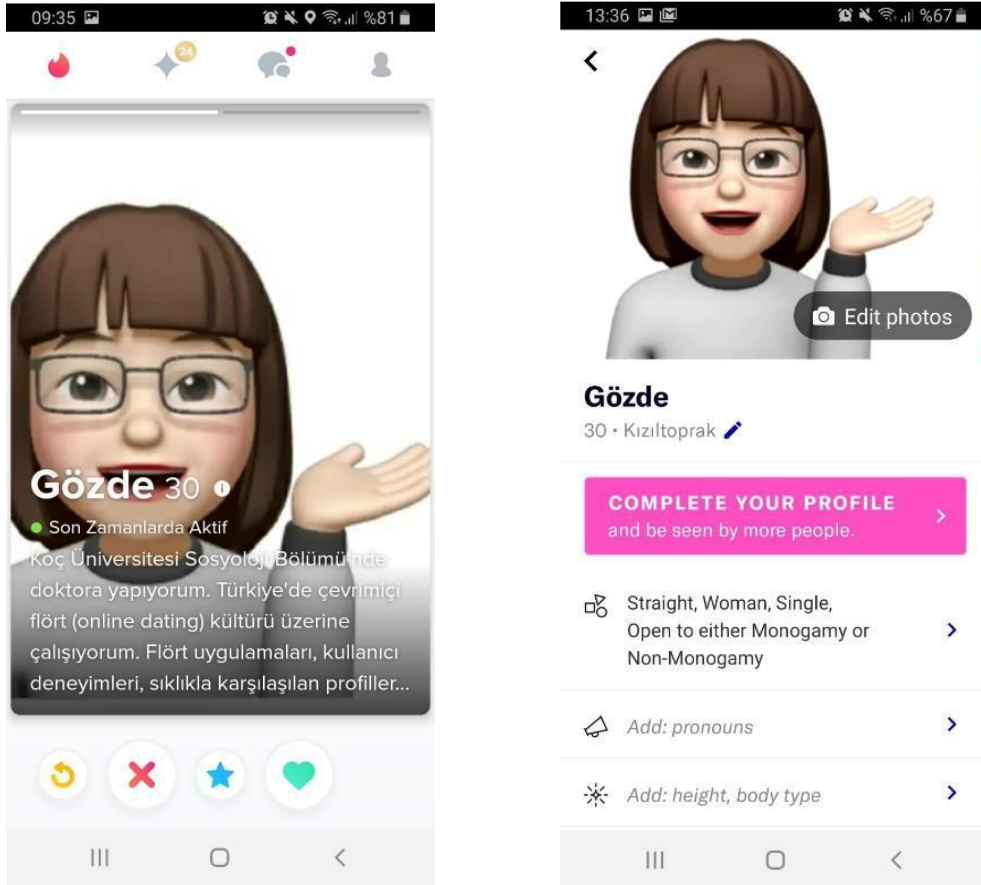 09:35 %81
24
Gözde 30
Son Zamanlarda Aktif
Koç Üniversitesi Sosyoloji Bölümü'nde
doktora yapıyorum. Türkiye'de çevrimiçi
flört (online dating) kültürü üzerine
çalışıyorum. Flört uygulamaları, kullanıcı
deneyimleri, sıklıkla karşılaşılan profiller...
13:36 %67
Edit photos
Gözde
30 • Kızıltoprak
COMPLETE YOUR PROFILE
and be seen by more people.
Straight, Woman, Single,
Open to either Monogamy or
Non-Monogamy
Add: pronouns
Add: height, body type